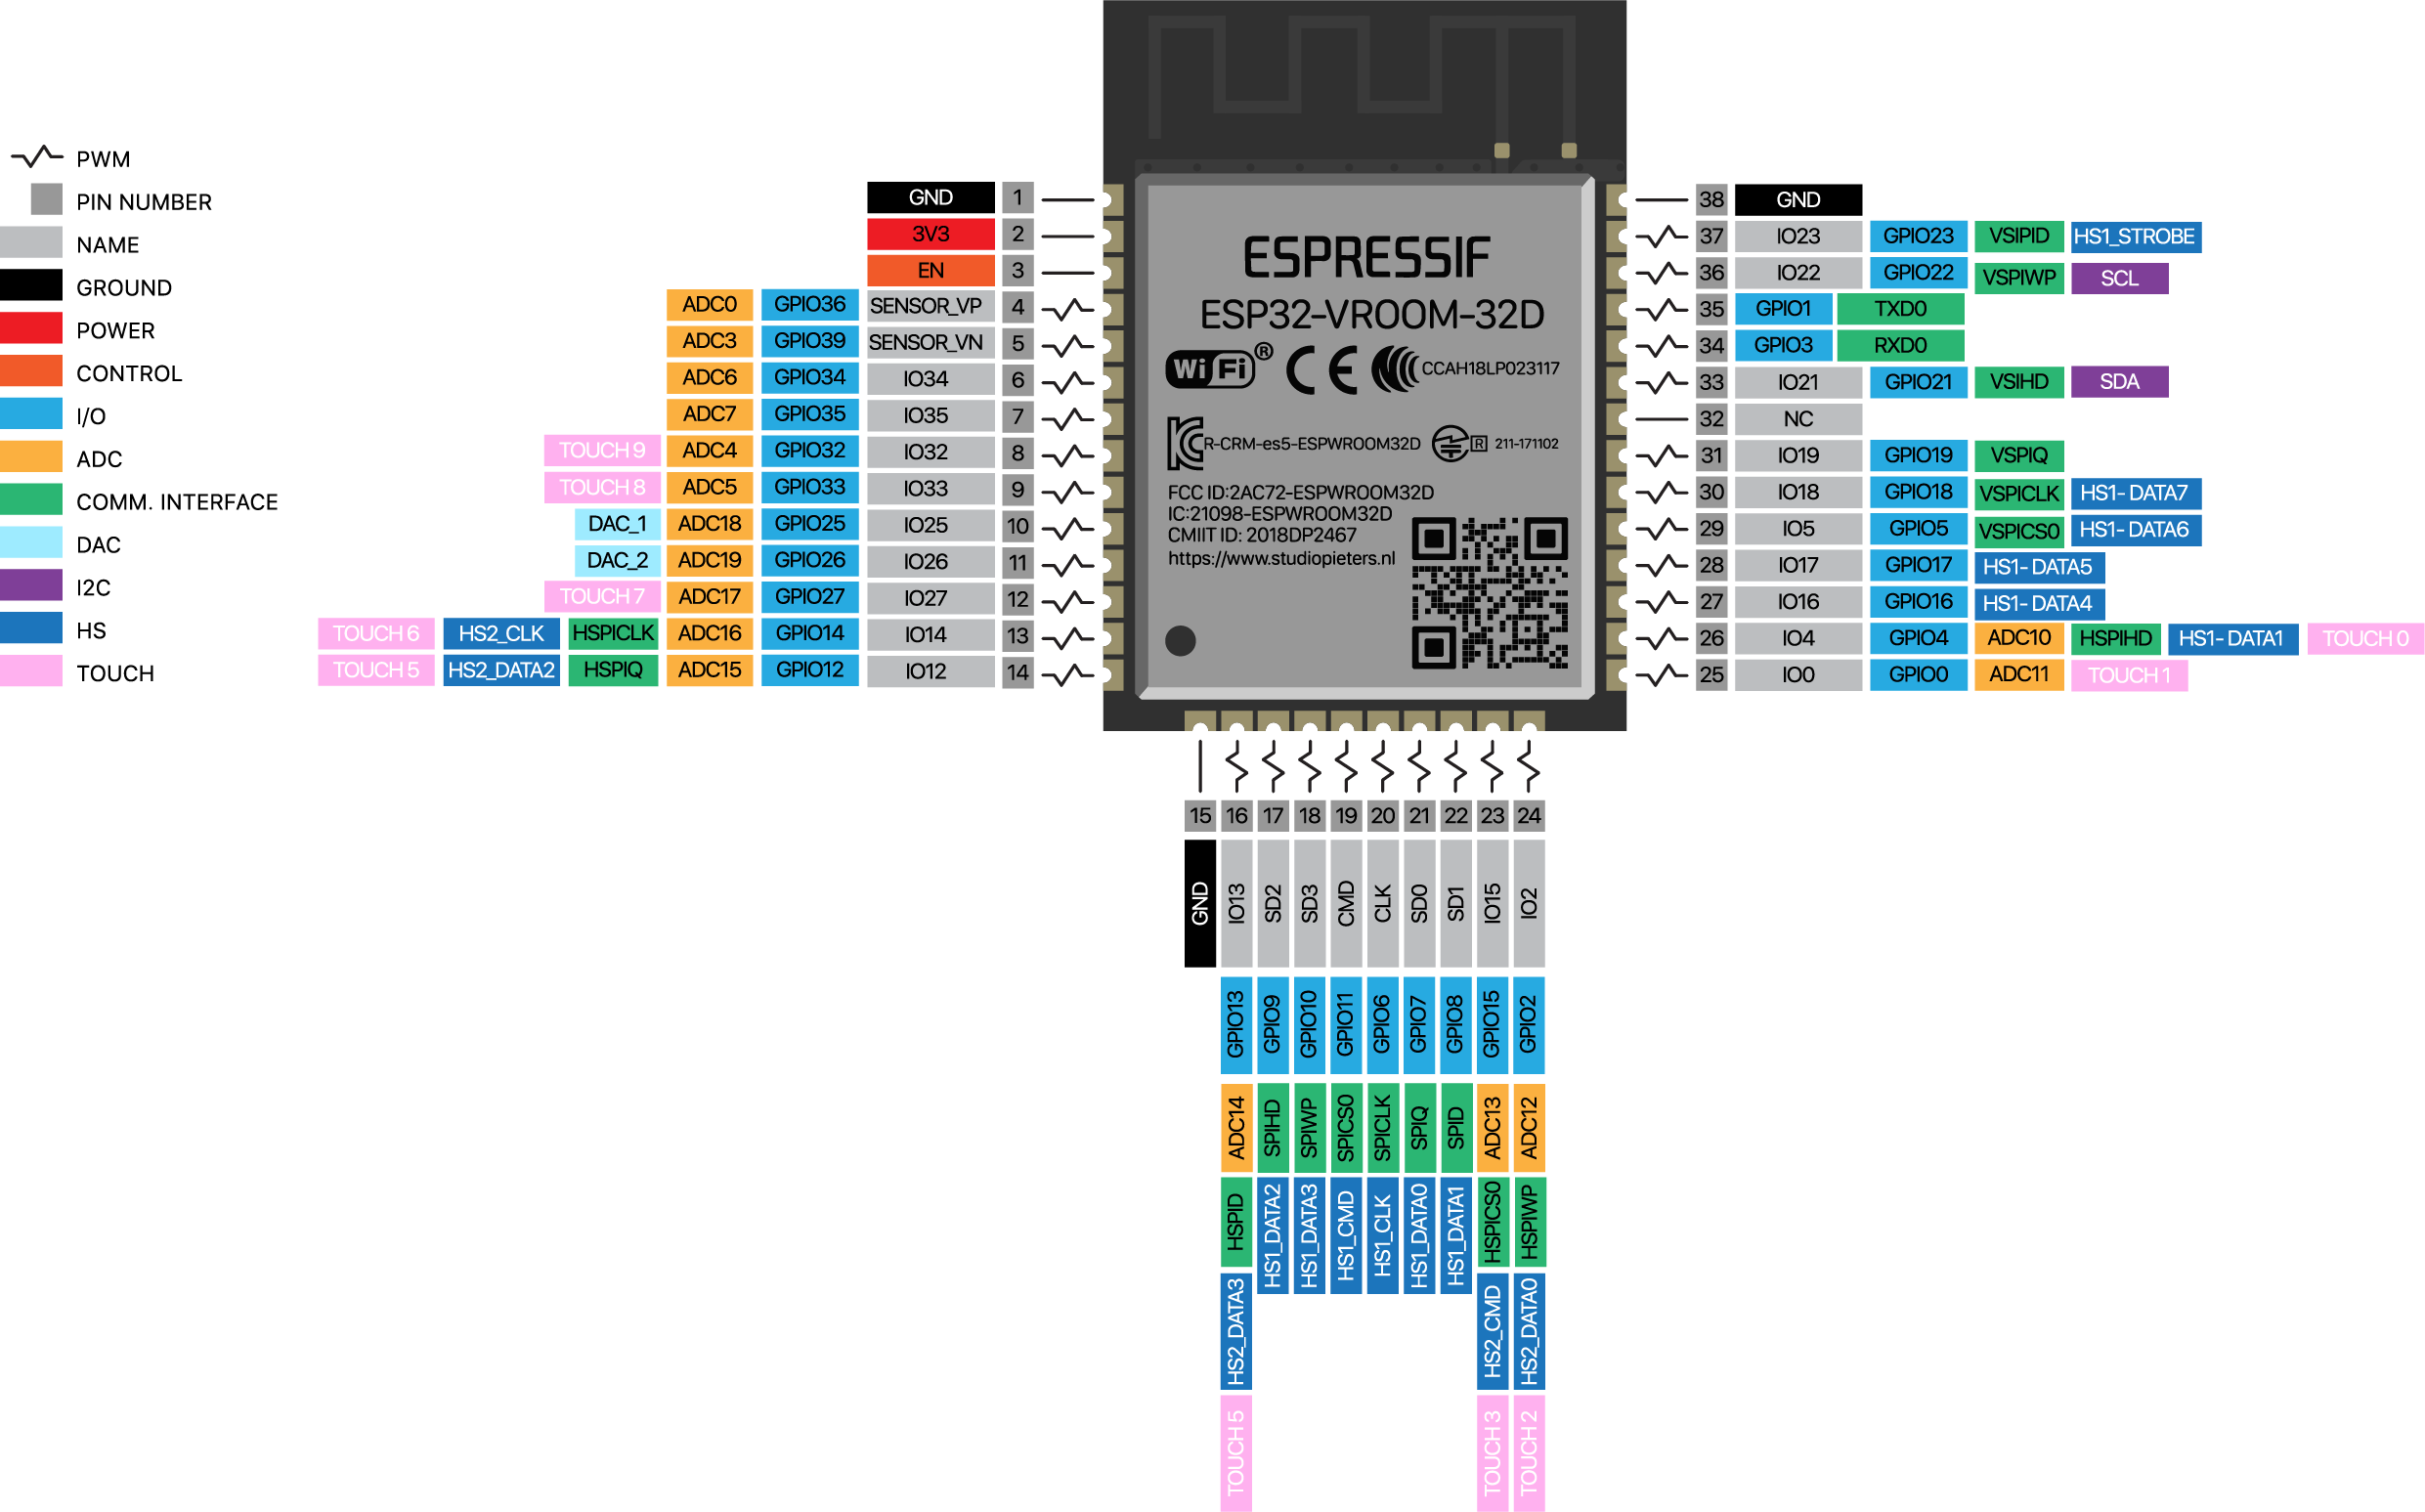 PWM
PIN NUMBER
NAME
GROUND
POWER
CONTROL
I/O
ADC
COMM. INTERFACE
DAC
I2C
HS
TOUCH
GND 1
3V3 2
EN 3
ADC0 GPIO36 SENSOR_VP 4
ADC3 GPIO39 SENSOR_VN 5
ADC6 GPIO34 IO34 6
ADC7 GPIO35 IO35 7
TOUCH 9 ADC4 GPIO32 IO32 8
TOUCH 8 ADC5 GPIO33 IO33 9
DAC_1 ADC18 GPIO25 IO25 10
DAC_2 ADC19 GPIO26 IO26 11
TOUCH 7 ADC17 GPIO27 IO27 12
TOUCH 6 HS2_CLK HSPICLK ADC16 GPIO14 IO14 13
TOUCH 5 HS2_DATA2 HSPIQ ADC15 GPIO12 IO12 14
ESPRESSIF
ESP32-VROOM-32D
WiFi ® CE CCAH18LP023117
R-CRM-es5-ESPWROOM32D R 211-171102
FCC ID:2AC72-ESPWROOM32D
IC:21098-ESPWROOM32D
CMIIT ID: 2018DP2467
https://www.studiopieters.nl
38 GND
37 IO23 GPIO23 VSIPID HS1_STROBE
36 IO22 GPIO22 VSPIWP SCL
35 GPIO1 TXD0
34 GPIO3 RXD0
33 IO21 GPIO21 VSIHD SDA
32 NC
31 IO19 GPIO19 VSPIQ
30 IO18 GPIO18 VSPICLK HS1- DATA7
29 IO5 GPIO5 VSPICS0 HS1- DATA6
28 IO17 GPIO17 HS1- DATA5
27 IO16 GPIO16 HS1- DATA4
26 IO4 GPIO4 ADC10 HSPIHD HS1- DATA1 TOUCH 0
25 IO0 GPIO0 ADC11 TOUCH 1
15 GND
16 IO13 GPIO13 ADC14 HSPID HS2_DATA3 TOUCH 5
17 SD2 GPIO9 SPIHD HS1_DATA2
18 SD3 GPIO10 SPIWP HS1_DATA3
19 CMD GPIO11 SPICS0 HS1_CMD
20 CLK GPIO6 SPICLK HS1_CLK
21 SD0 GPIO7 SPIQ HS1_DATA0
22 SD1 GPIO8 SPID HS1_DATA1
23 IO15 GPIO15 ADC13 HSPICS0 HS2_CMD TOUCH 3
24 IO2 GPIO2 ADC12 HSPIWP HS2_DATA0 TOUCH 2